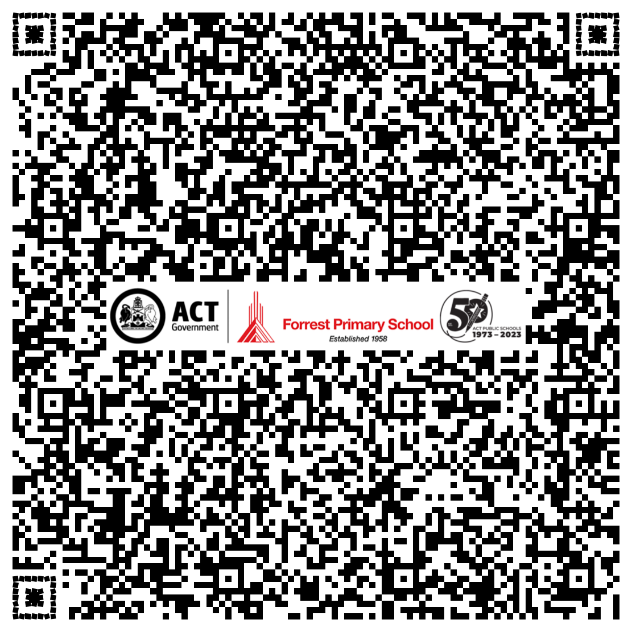 ACT
Government
Forrest Primary School
Established 1958
50
ACT PUBLIC SCHOOLS
1973 – 2023